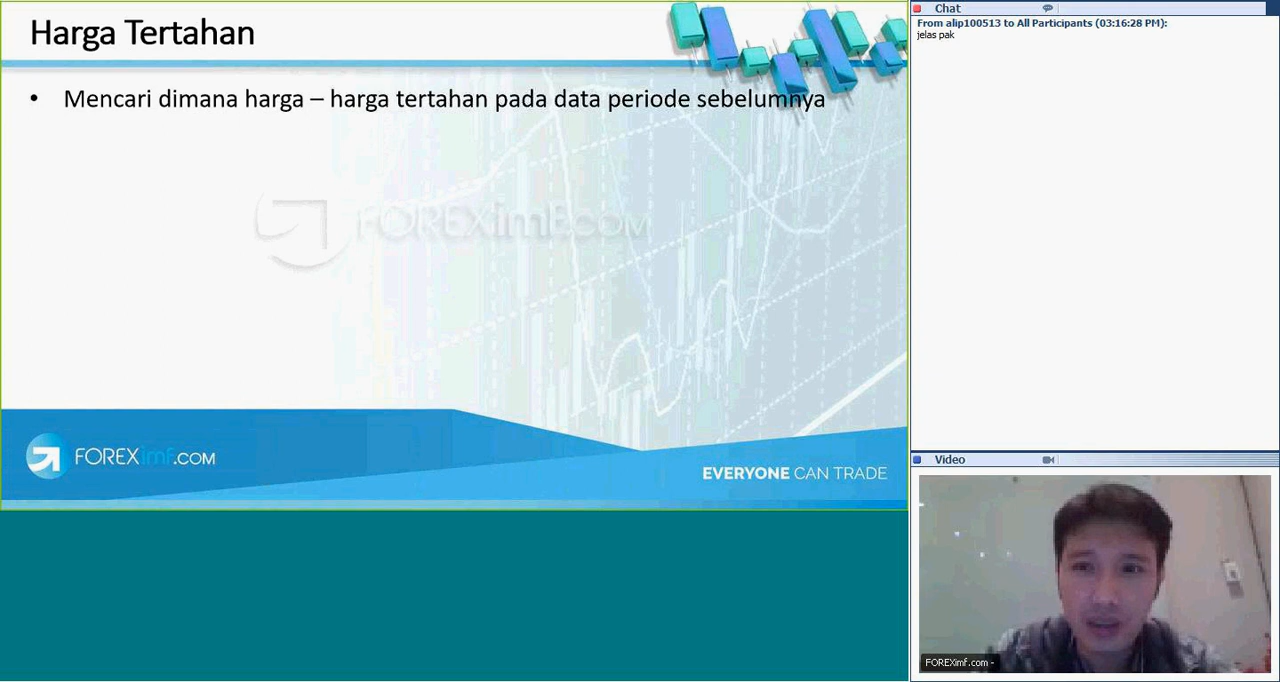 Harga Tertahan
• Mencari dimana harga – harga tertahan pada data periode sebelumnya
FOREXimf.COM
FOREXimf.COM
EVERYONE CAN TRADE
Chat
From alip100513 to All Participants (03:16:28 PM):
jelas pak
Video
FOREXimf.com -